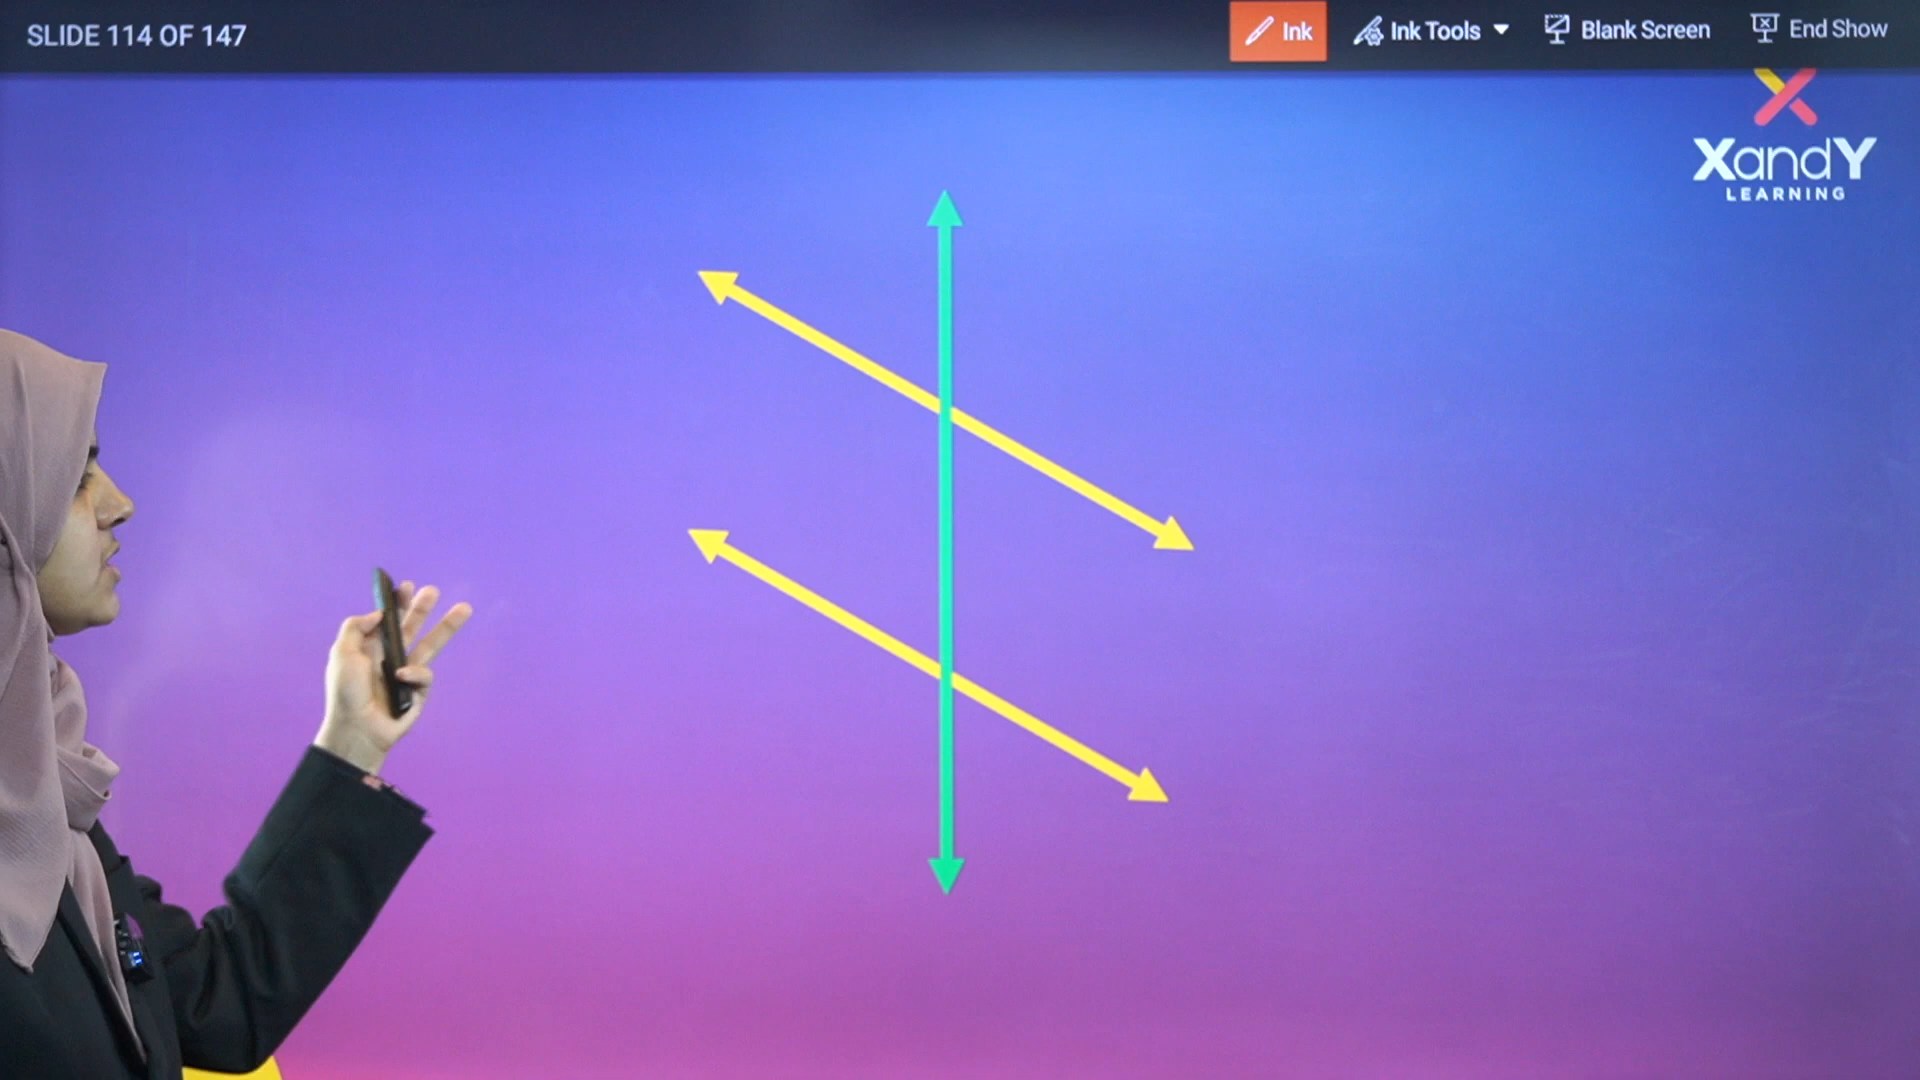 SLIDE 114 OF 147
Ink
Ink Tools
Blank Screen
End Show
XandY
LEARNING